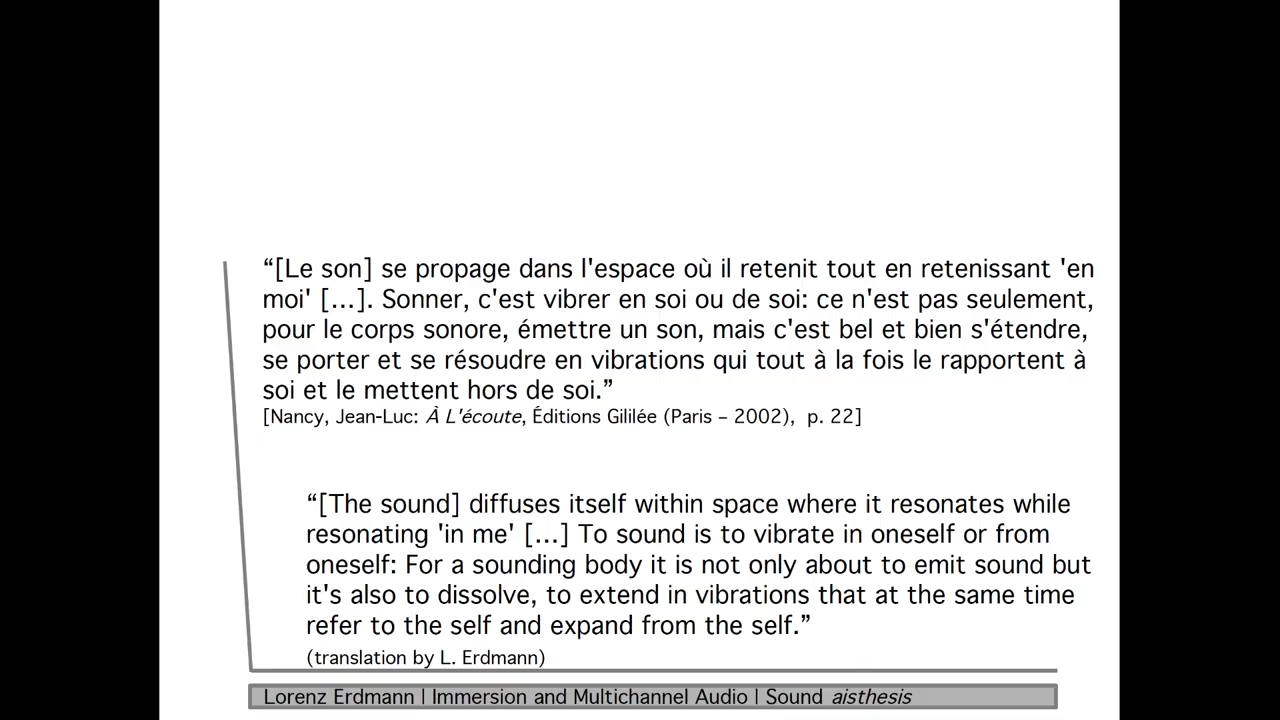 “[Le son] se propage dans l'espace où il retenit tout en retenissant 'en
moi' […]. Sonner, c'est vibrer en soi ou de soi: ce n'est pas seulement,
pour le corps sonore, émettre un son, mais c'est bel et bien s'étendre,
se porter et se résoudre en vibrations qui tout à la fois le rapportent à
soi et le mettent hors de soi.”
[Nancy, Jean-Luc: À L'écoute, Éditions Gililée (Paris – 2002), p. 22]
“[The sound] diffuses itself within space where it resonates while
resonating 'in me' […] To sound is to vibrate in oneself or from
oneself: For a sounding body it is not only about to emit sound but
it's also to dissolve, to extend in vibrations that at the same time
refer to the self and expand from the self.”
(translation by L. Erdmann)
Lorenz Erdmann | Immersion and Multichannel Audio | Sound aisthesis